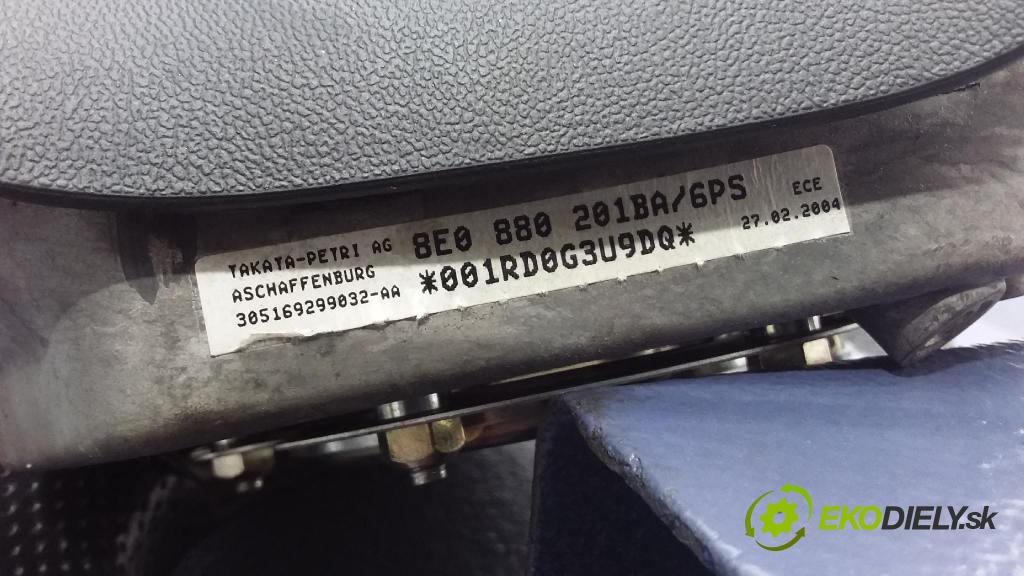 TAKATA-PETRI AG 8E0 880 201BA/6PS ECE
ASCHAFFENBURG *001RD0G3U9DQ* 27.02.2004
305169299032-AA
EKODIELY.sk